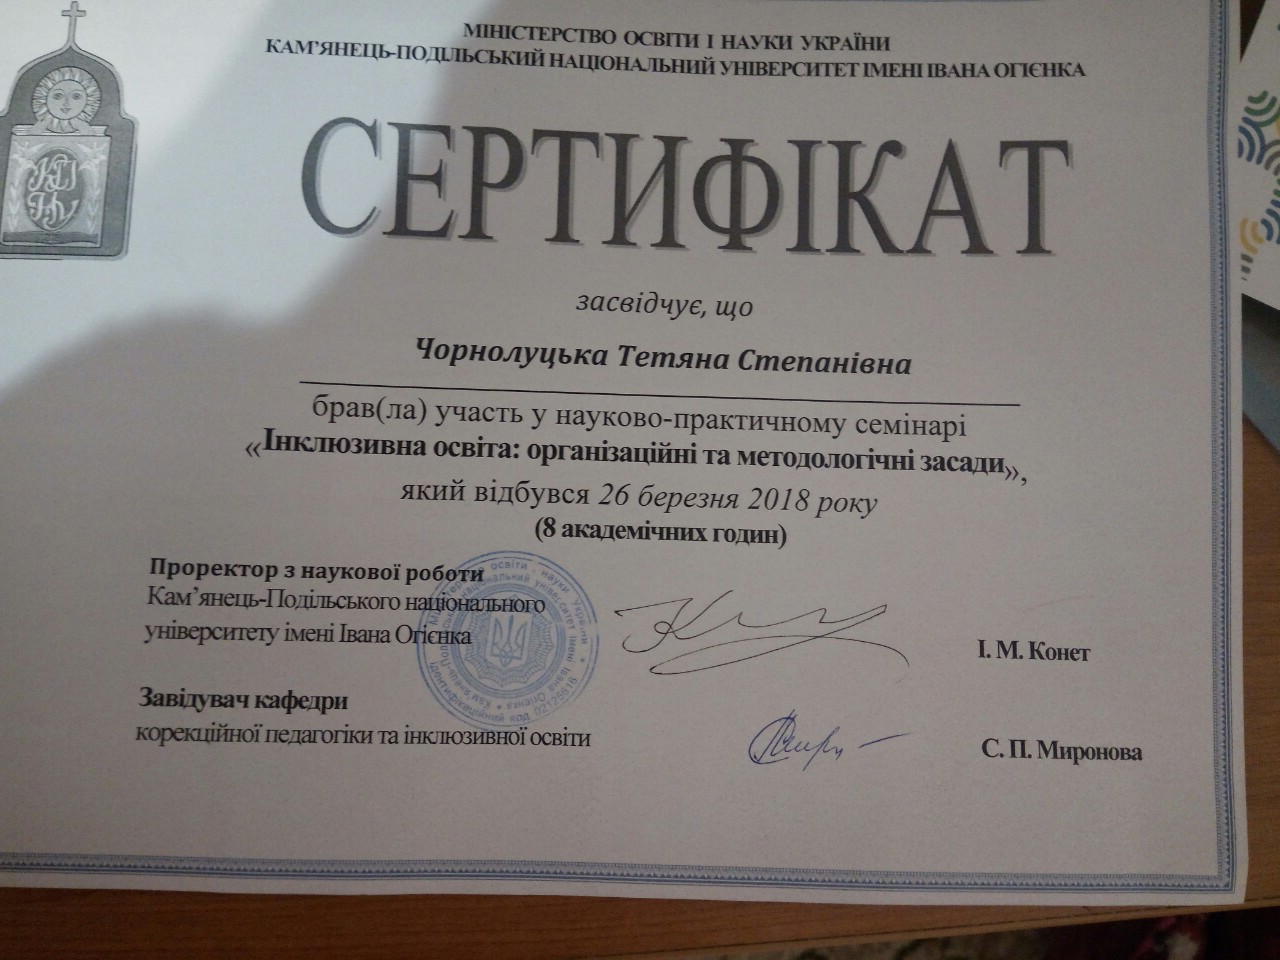 МІНІСТЕРСТВО ОСВІТИ І НАУКИ УКРАЇНИ
КАМ’ЯНЕЦЬ-ПОДІЛЬСЬКИЙ НАЦІОНАЛЬНИЙ УНІВЕРСИТЕТ ІМЕНІ ІВАНА ОГІЄНКА
СЕРТИФІКАТ
засвідчує, що
Чорнолуцька Тетяна Степанівна
брав(ла) участь у науково-практичному семінарі
«Інклюзивна освіта: організаційні та методологічні засади»,
який відбувся 26 березня 2018 року
(8 академічних годин)
Проректор з наукової роботи
Кам’янець-Подільського національного
університету імені Івана Огієнка
І. М. Конет
Завідувач кафедри
корекційної педагогіки та інклюзивної освіти
С. П. Миронова